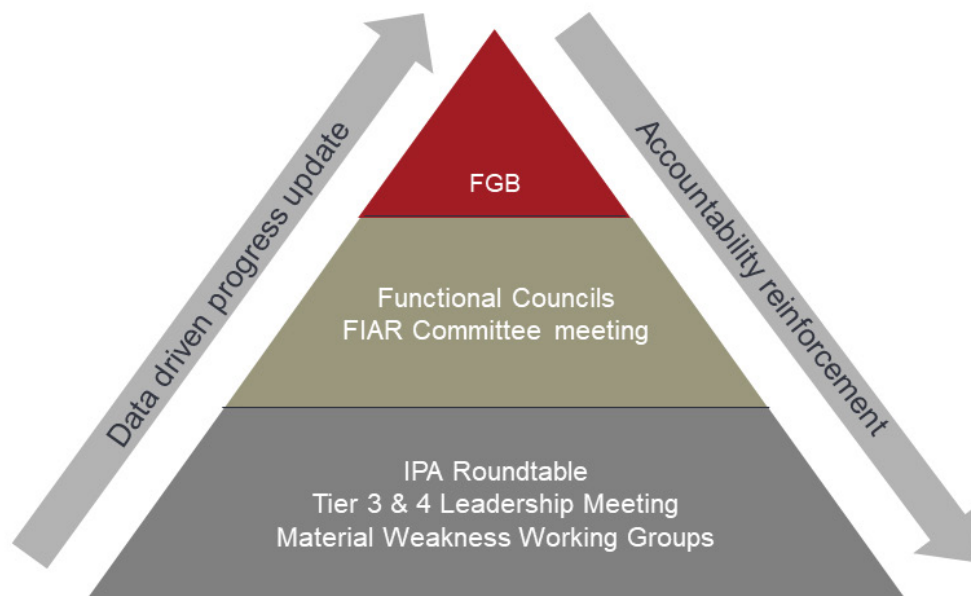 Data driven progress update
Accountability reinforcement
FGB
Functional Councils
FIAR Committee meeting
IPA Roundtable
Tier 3 & 4 Leadership Meeting
Material Weakness Working Groups